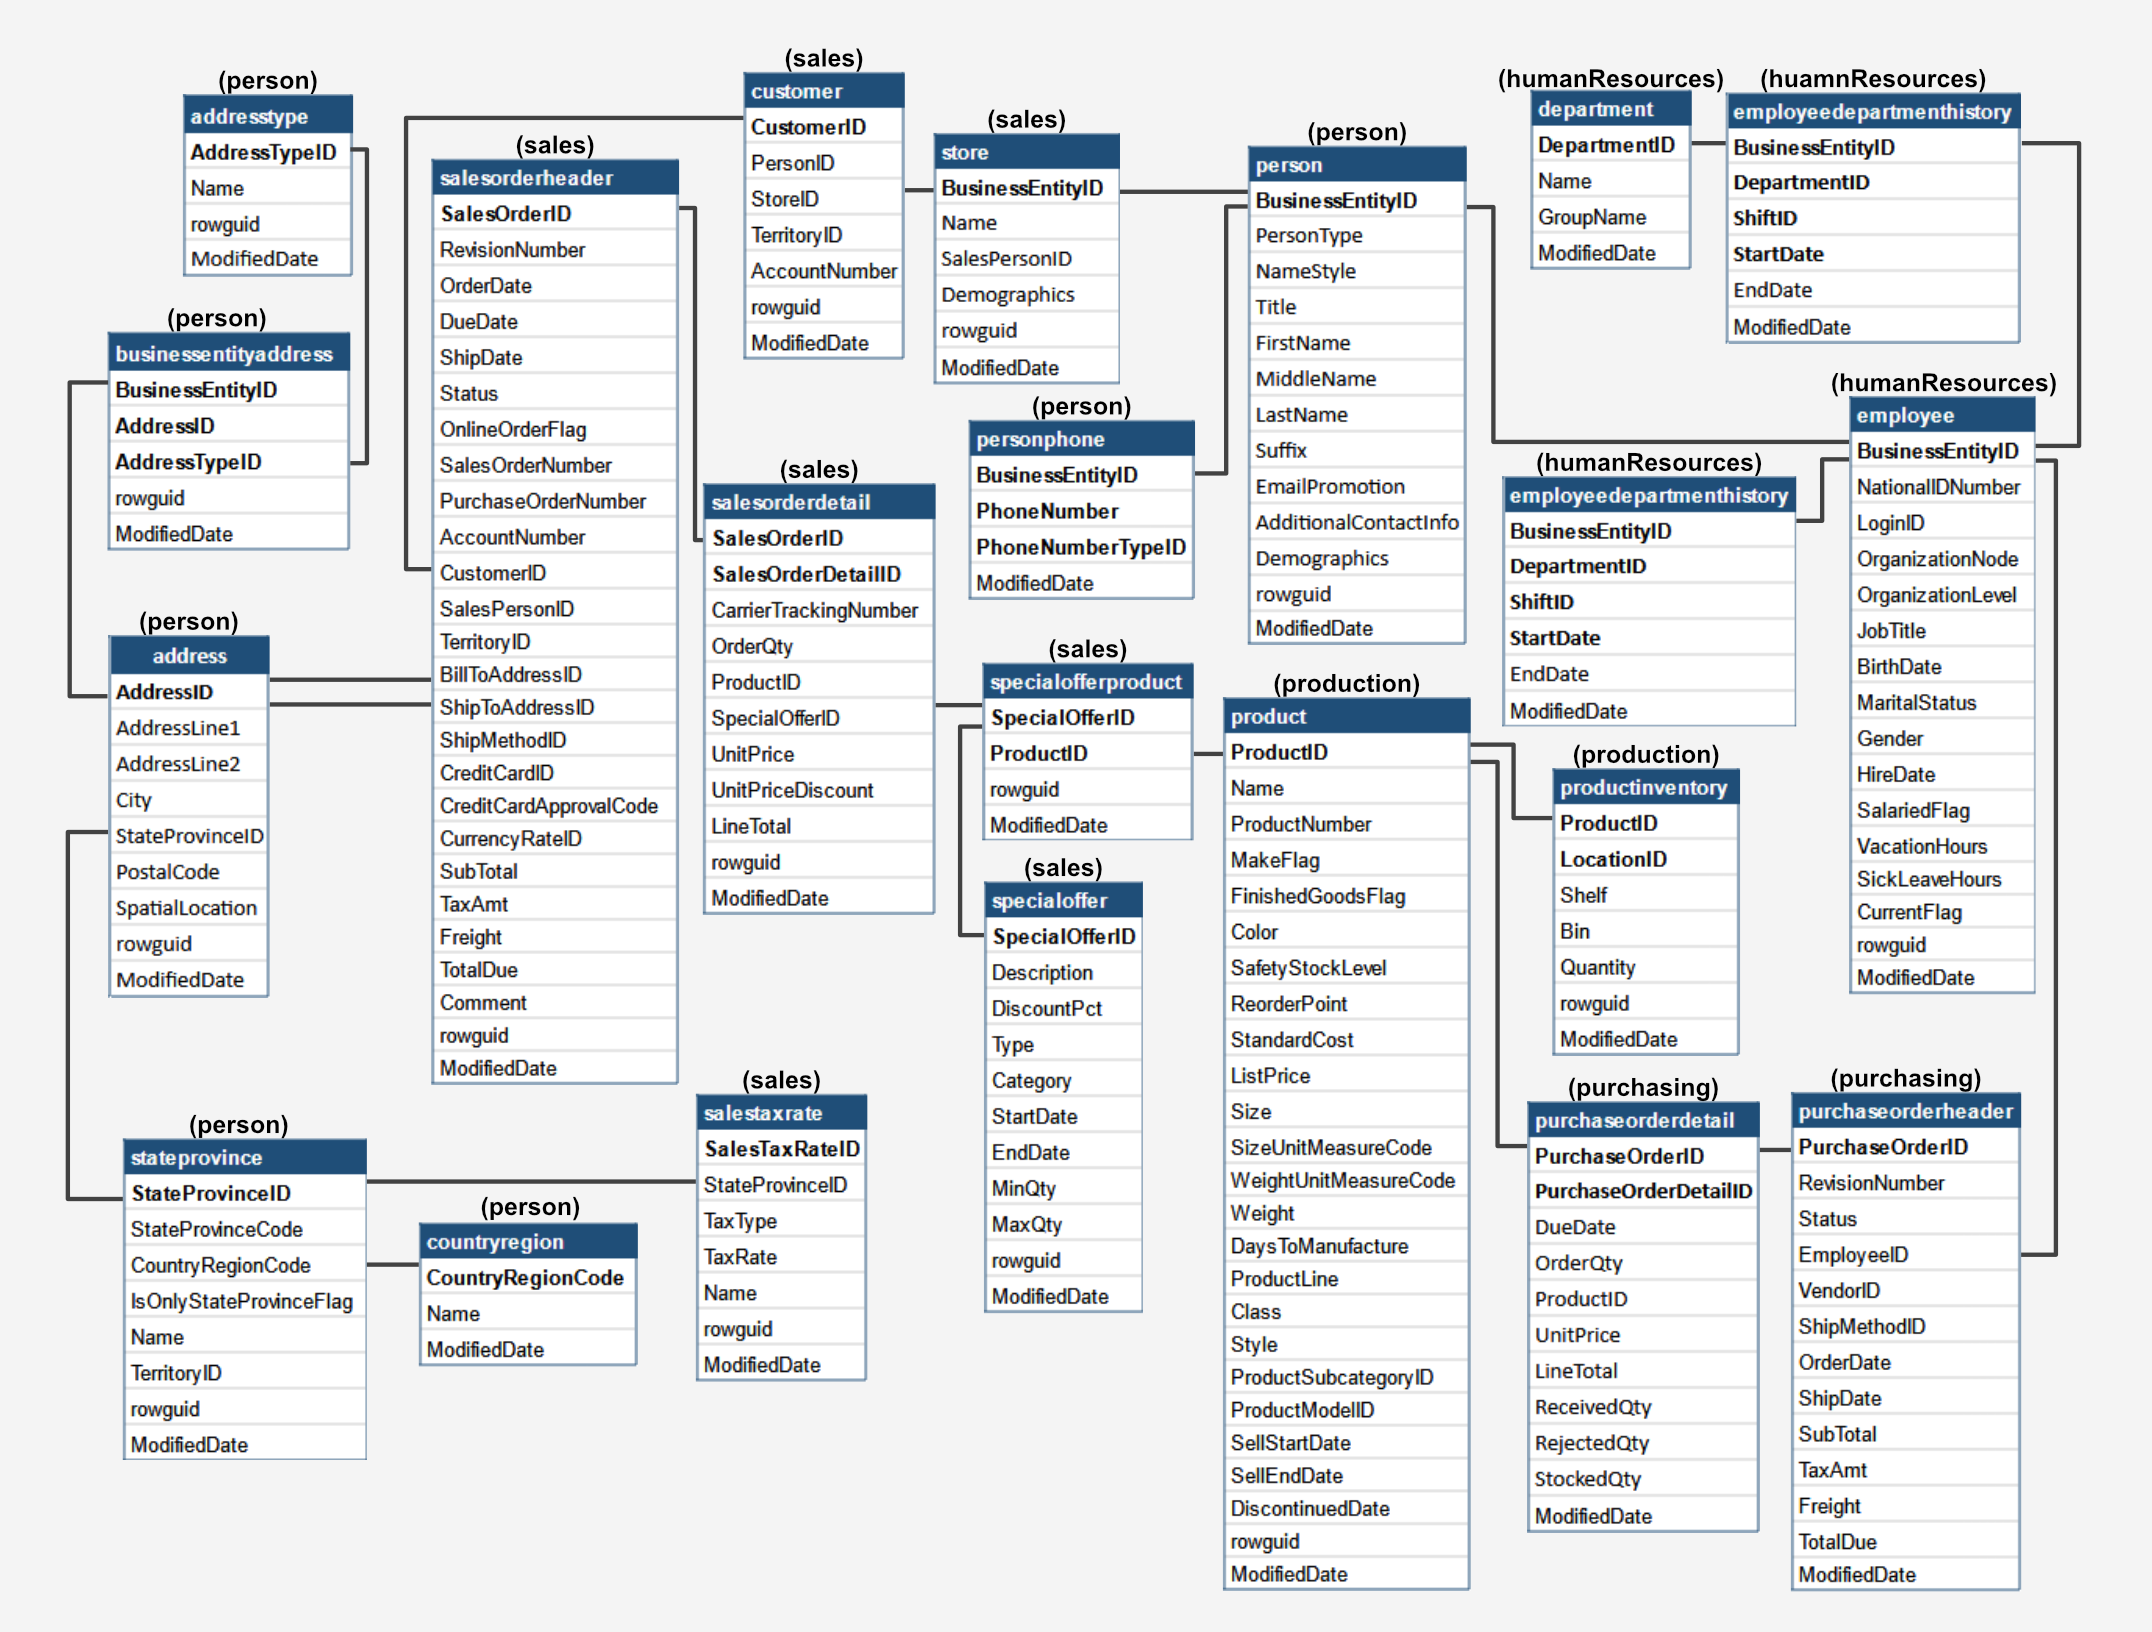 (person)
addresstype
AddressTypeID
Name
rowguid
ModifiedDate
(person)
businessentityaddress
BusinessEntityID
AddressID
AddressTypeID
rowguid
ModifiedDate
(person)
address
AddressID
AddressLine1
AddressLine2
City
StateProvinceID
PostalCode
SpatialLocation
rowguid
ModifiedDate
(person)
stateprovince
StateProvinceID
StateProvinceCode
CountryRegionCode
IsOnlyStateProvinceFlag
Name
TerritoryID
rowguid
ModifiedDate
(person)
countryregion
CountryRegionCode
Name
ModifiedDate
(sales)
salesorderheader
SalesOrderID
RevisionNumber
OrderDate
DueDate
ShipDate
Status
OnlineOrderFlag
SalesOrderNumber
PurchaseOrderNumber
AccountNumber
CustomerID
SalesPersonID
TerritoryID
BillToAddressID
ShipToAddressID
ShipMethodID
CreditCardID
CreditCardApprovalCode
CurrencyRateID
SubTotal
TaxAmt
Freight
TotalDue
Comment
rowguid
ModifiedDate
(sales)
customer
CustomerID
PersonID
StoreID
TerritoryID
AccountNumber
rowguid
ModifiedDate
(sales)
salesorderdetail
SalesOrderID
SalesOrderDetailID
CarrierTrackingNumber
OrderQty
ProductID
SpecialOfferID
UnitPrice
UnitPriceDiscount
LineTotal
rowguid
ModifiedDate
(sales)
salestaxrate
SalesTaxRateID
StateProvinceID
TaxType
TaxRate
Name
rowguid
ModifiedDate
(sales)
store
BusinessEntityID
Name
SalesPersonID
Demographics
rowguid
ModifiedDate
(person)
personphone
BusinessEntityID
PhoneNumber
PhoneNumberTypeID
ModifiedDate
(sales)
specialofferproduct
SpecialOfferID
ProductID
rowguid
ModifiedDate
(sales)
specialoffer
SpecialOfferID
Description
DiscountPct
Type
Category
StartDate
EndDate
MinQty
MaxQty
rowguid
ModifiedDate
(person)
person
BusinessEntityID
PersonType
NameStyle
Title
FirstName
MiddleName
LastName
Suffix
EmailPromotion
AdditionalContactInfo
Demographics
rowguid
ModifiedDate
(production)
product
ProductID
Name
ProductNumber
MakeFlag
FinishedGoodsFlag
Color
SafetyStockLevel
ReorderPoint
StandardCost
ListPrice
Size
SizeUnitMeasureCode
WeightUnitMeasureCode
Weight
DaysToManufacture
ProductLine
Class
Style
ProductSubcategoryID
ProductModelID
SellStartDate
SellEndDate
DiscontinuedDate
rowguid
ModifiedDate
(humanResources)
department
DepartmentID
Name
GroupName
ModifiedDate
(huamnResources)
employeedepartmenthistory
BusinessEntityID
DepartmentID
ShiftID
StartDate
EndDate
ModifiedDate
(humanResources)
employeedepartmenthistory
BusinessEntityID
DepartmentID
ShiftID
StartDate
EndDate
ModifiedDate
(humanResources)
employee
BusinessEntityID
NationalIDNumber
LoginID
OrganizationNode
OrganizationLevel
JobTitle
BirthDate
MaritalStatus
Gender
HireDate
SalariedFlag
VacationHours
SickLeaveHours
CurrentFlag
rowguid
ModifiedDate
(production)
productinventory
ProductID
LocationID
Shelf
Bin
Quantity
rowguid
ModifiedDate
(purchasing)
purchaseorderdetail
PurchaseOrderID
PurchaseOrderDetailID
DueDate
OrderQty
ProductID
UnitPrice
LineTotal
ReceivedQty
RejectedQty
StockedQty
ModifiedDate
(purchasing)
purchaseorderheader
PurchaseOrderID
RevisionNumber
Status
EmployeeID
VendorID
ShipMethodID
OrderDate
ShipDate
SubTotal
TaxAmt
Freight
TotalDue
ModifiedDate